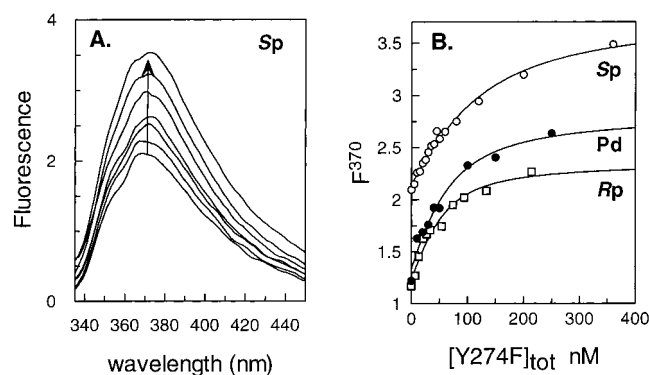 A.
Sp
4
2
0
Fluorescence
340 360 380 400 420 440
wavelength (nm)
B.
Sp
Pd
Rp
3.5
3
2.5
2
1.5
1
F370
0 100 200 300 400
[Y274F]tot nM